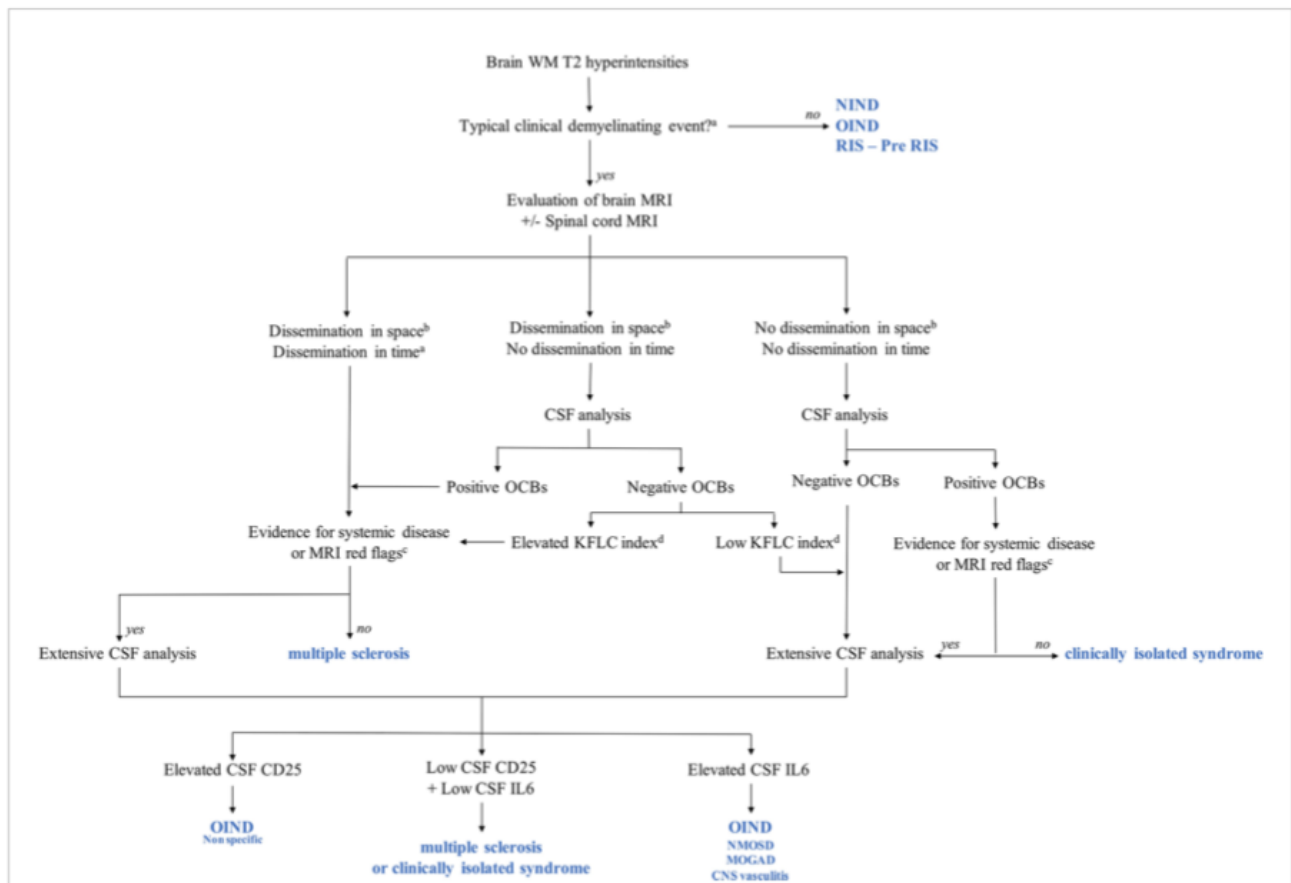 Brain WM T2 hyperintensities
Typical clinical demyelinating event?ᵃ
no
NIND
OIND
RIS – Pre RIS
yes
Evaluation of brain MRI
+/- Spinal cord MRI
Dissemination in spaceᵇ
Dissemination in timeᵃ
Dissemination in spaceᵇ
No dissemination in time
No dissemination in spaceᵇ
No dissemination in time
CSF analysis
CSF analysis
Positive OCBs
Negative OCBs
Negative OCBs
Positive OCBs
Evidence for systemic disease
or MRI red flagsᶜ
Elevated KFLC indexᵈ
Low KFLC indexᵈ
Evidence for systemic disease
or MRI red flagsᶜ
yes
no
Extensive CSF analysis
multiple sclerosis
Extensive CSF analysis
yes
no
clinically isolated syndrome
Elevated CSF CD25
Low CSF CD25
+ Low CSF IL6
Elevated CSF IL6
OIND
Non specific
multiple sclerosis
or clinically isolated syndrome
OIND
NMOSD
MOGAD
CNS vasculitis